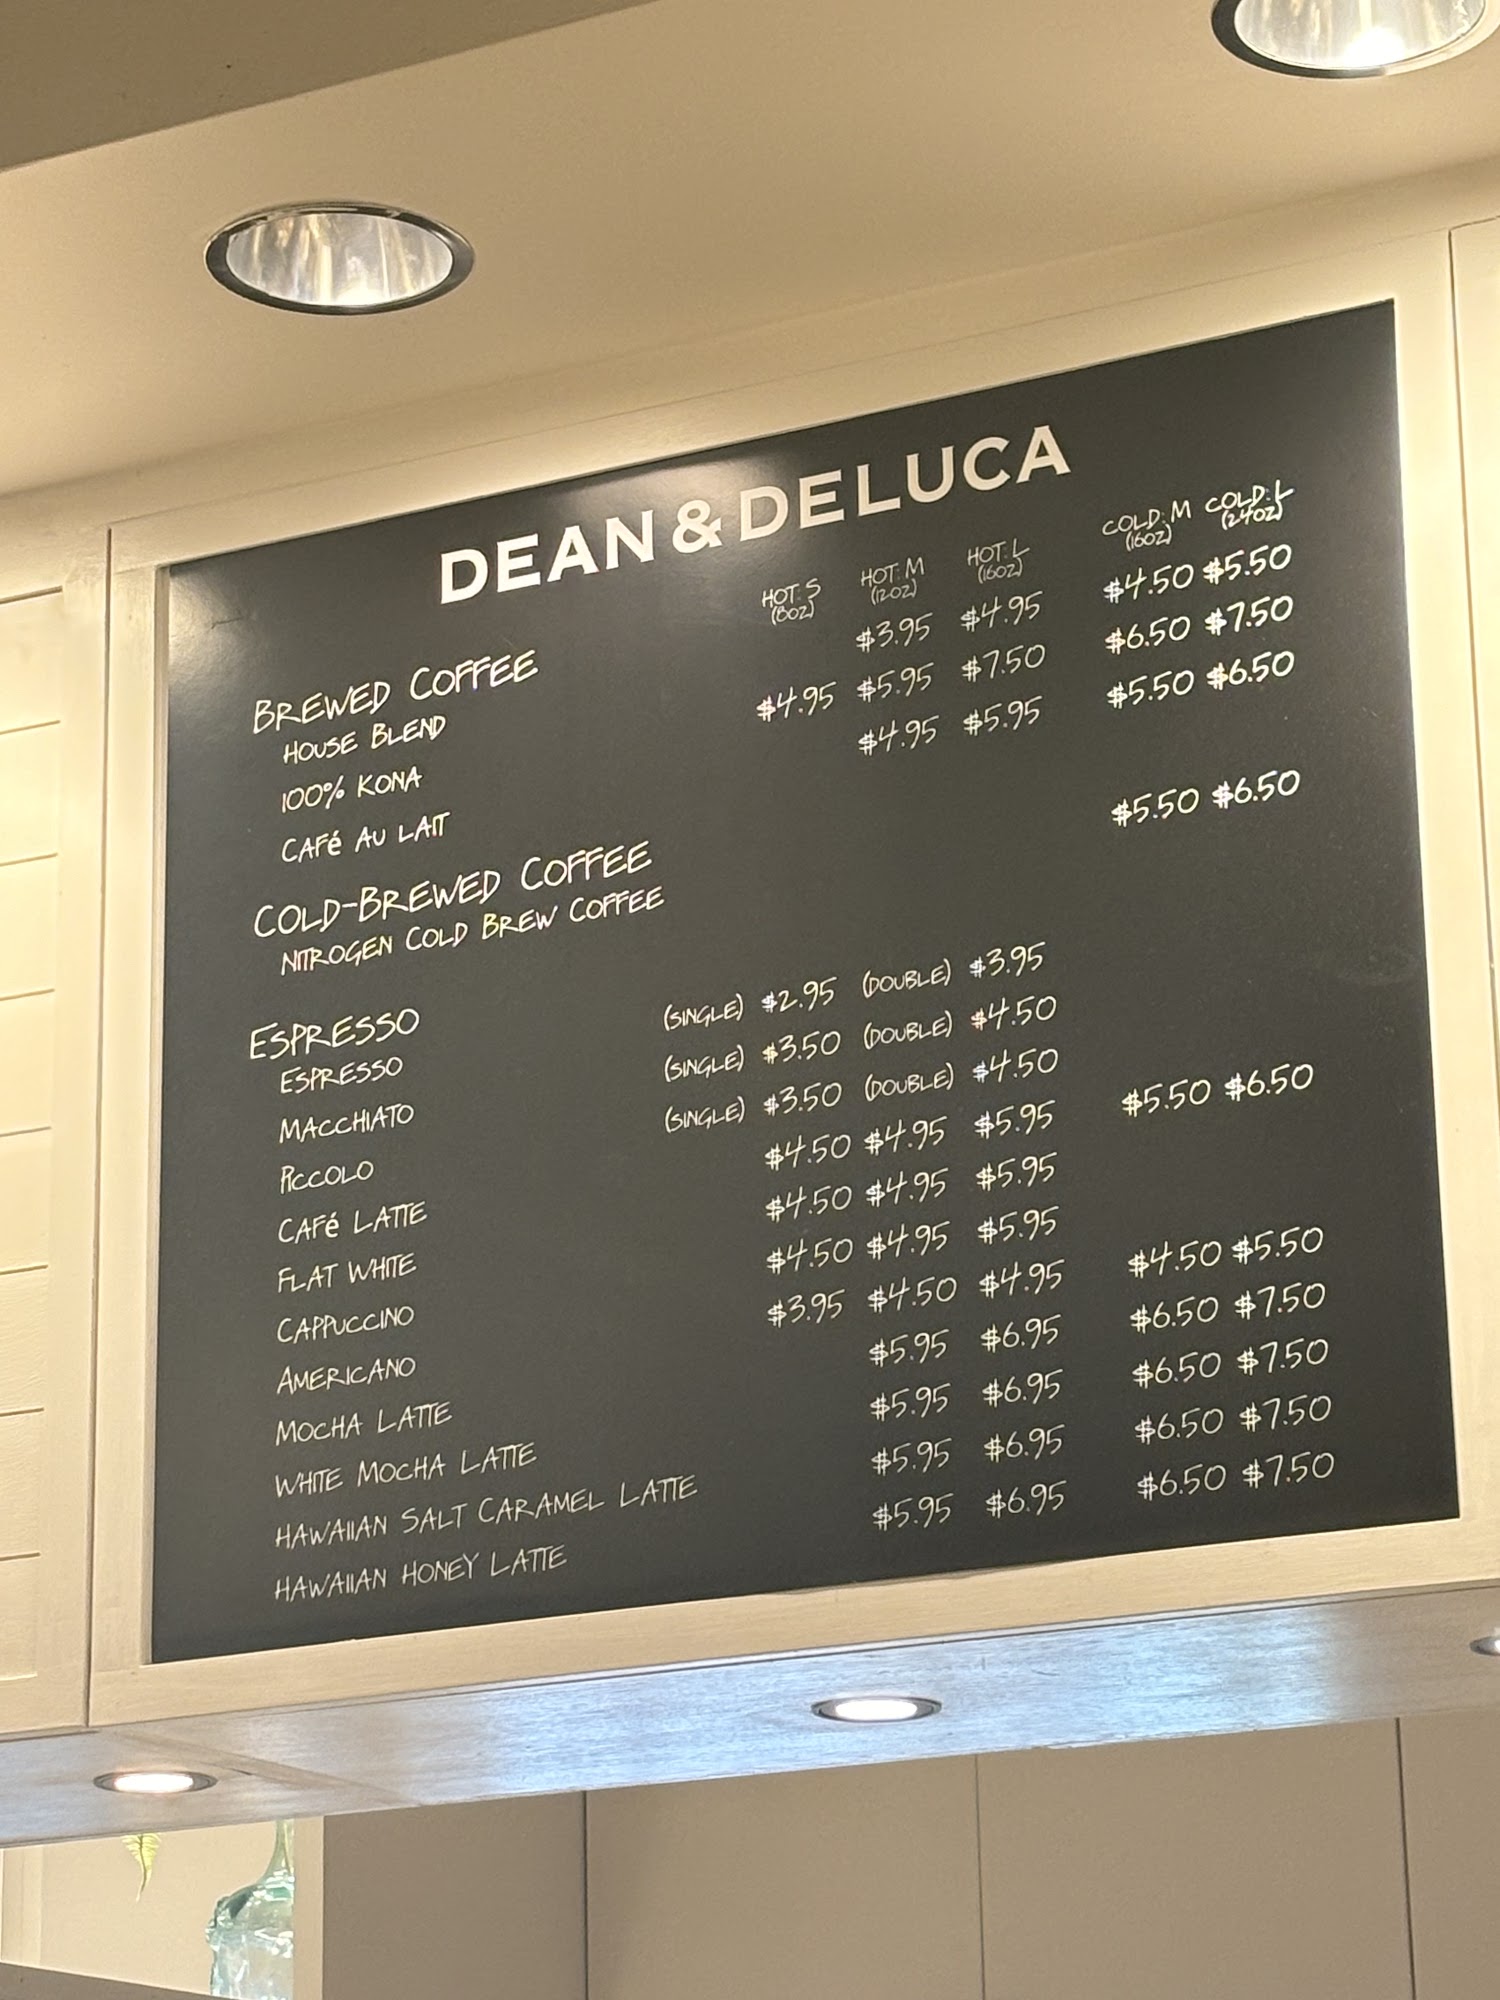 DEAN & DELUCA
HOT: S HOT: M HOT: L COLD: M COLD: L
(8OZ) (12OZ) (16OZ) (16OZ) (24OZ)
BREWED COFFEE
HOUSE BLEND $3.95 $4.95 $4.50 $5.50
100% KONA $4.95 $5.95 $7.50 $6.50 $7.50
CAFé AU LAIT $4.95 $5.95 $5.50 $6.50
COLD-BREWED COFFEE
NITROGEN COLD BREW COFFEE $5.50 $6.50
ESPRESSO
ESPRESSO (SINGLE) $2.95 (DOUBLE) $3.95
MACCHIATO (SINGLE) $3.50 (DOUBLE) $4.50
PICCOLO (SINGLE) $3.50 (DOUBLE) $4.50
CAFé LATTE $4.50 $4.95 $5.95 $5.50 $6.50
FLAT WHITE $4.50 $4.95 $5.95
CAPPUCCINO $4.50 $4.95 $5.95
AMERICANO $3.95 $4.50 $4.95 $4.50 $5.50
MOCHA LATTE $5.95 $6.95 $6.50 $7.50
WHITE MOCHA LATTE $5.95 $6.95 $6.50 $7.50
HAWAIIAN SALT CARAMEL LATTE $5.95 $6.95 $6.50 $7.50
HAWAIIAN HONEY LATTE $5.95 $6.95 $6.50 $7.50